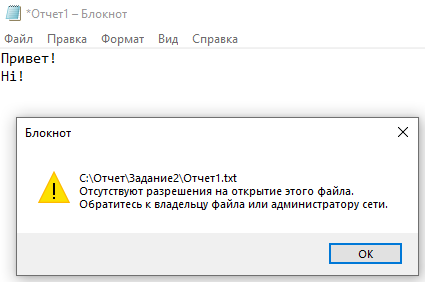 *Отчет1 – Блокнот
Файл Правка Формат Вид Справка
Привет!
Hi!
Блокнот
C:\Отчет\Задание2\Отчет1.txt
Отсутствуют разрешения на открытие этого файла.
Обратитесь к владельцу файла или администратору сети.
ОК